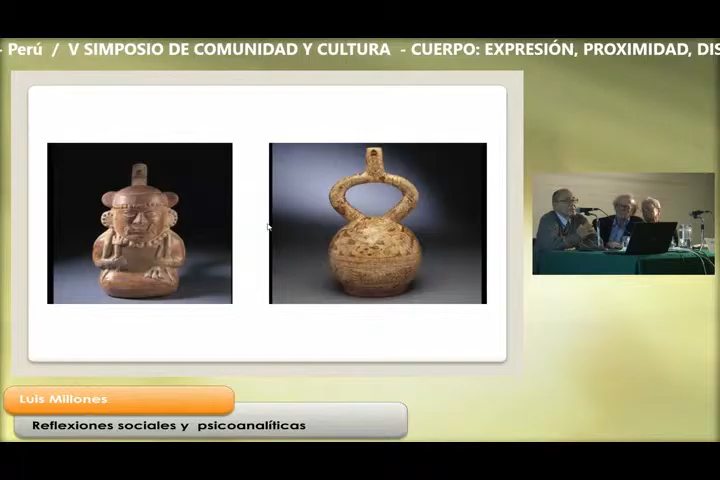 - Perú / V SIMPOSIO DE COMUNIDAD Y CULTURA - CUERPO: EXPRESIÓN, PROXIMIDAD, DIS
Luis Millones
Reflexiones sociales y psicoanalíticas